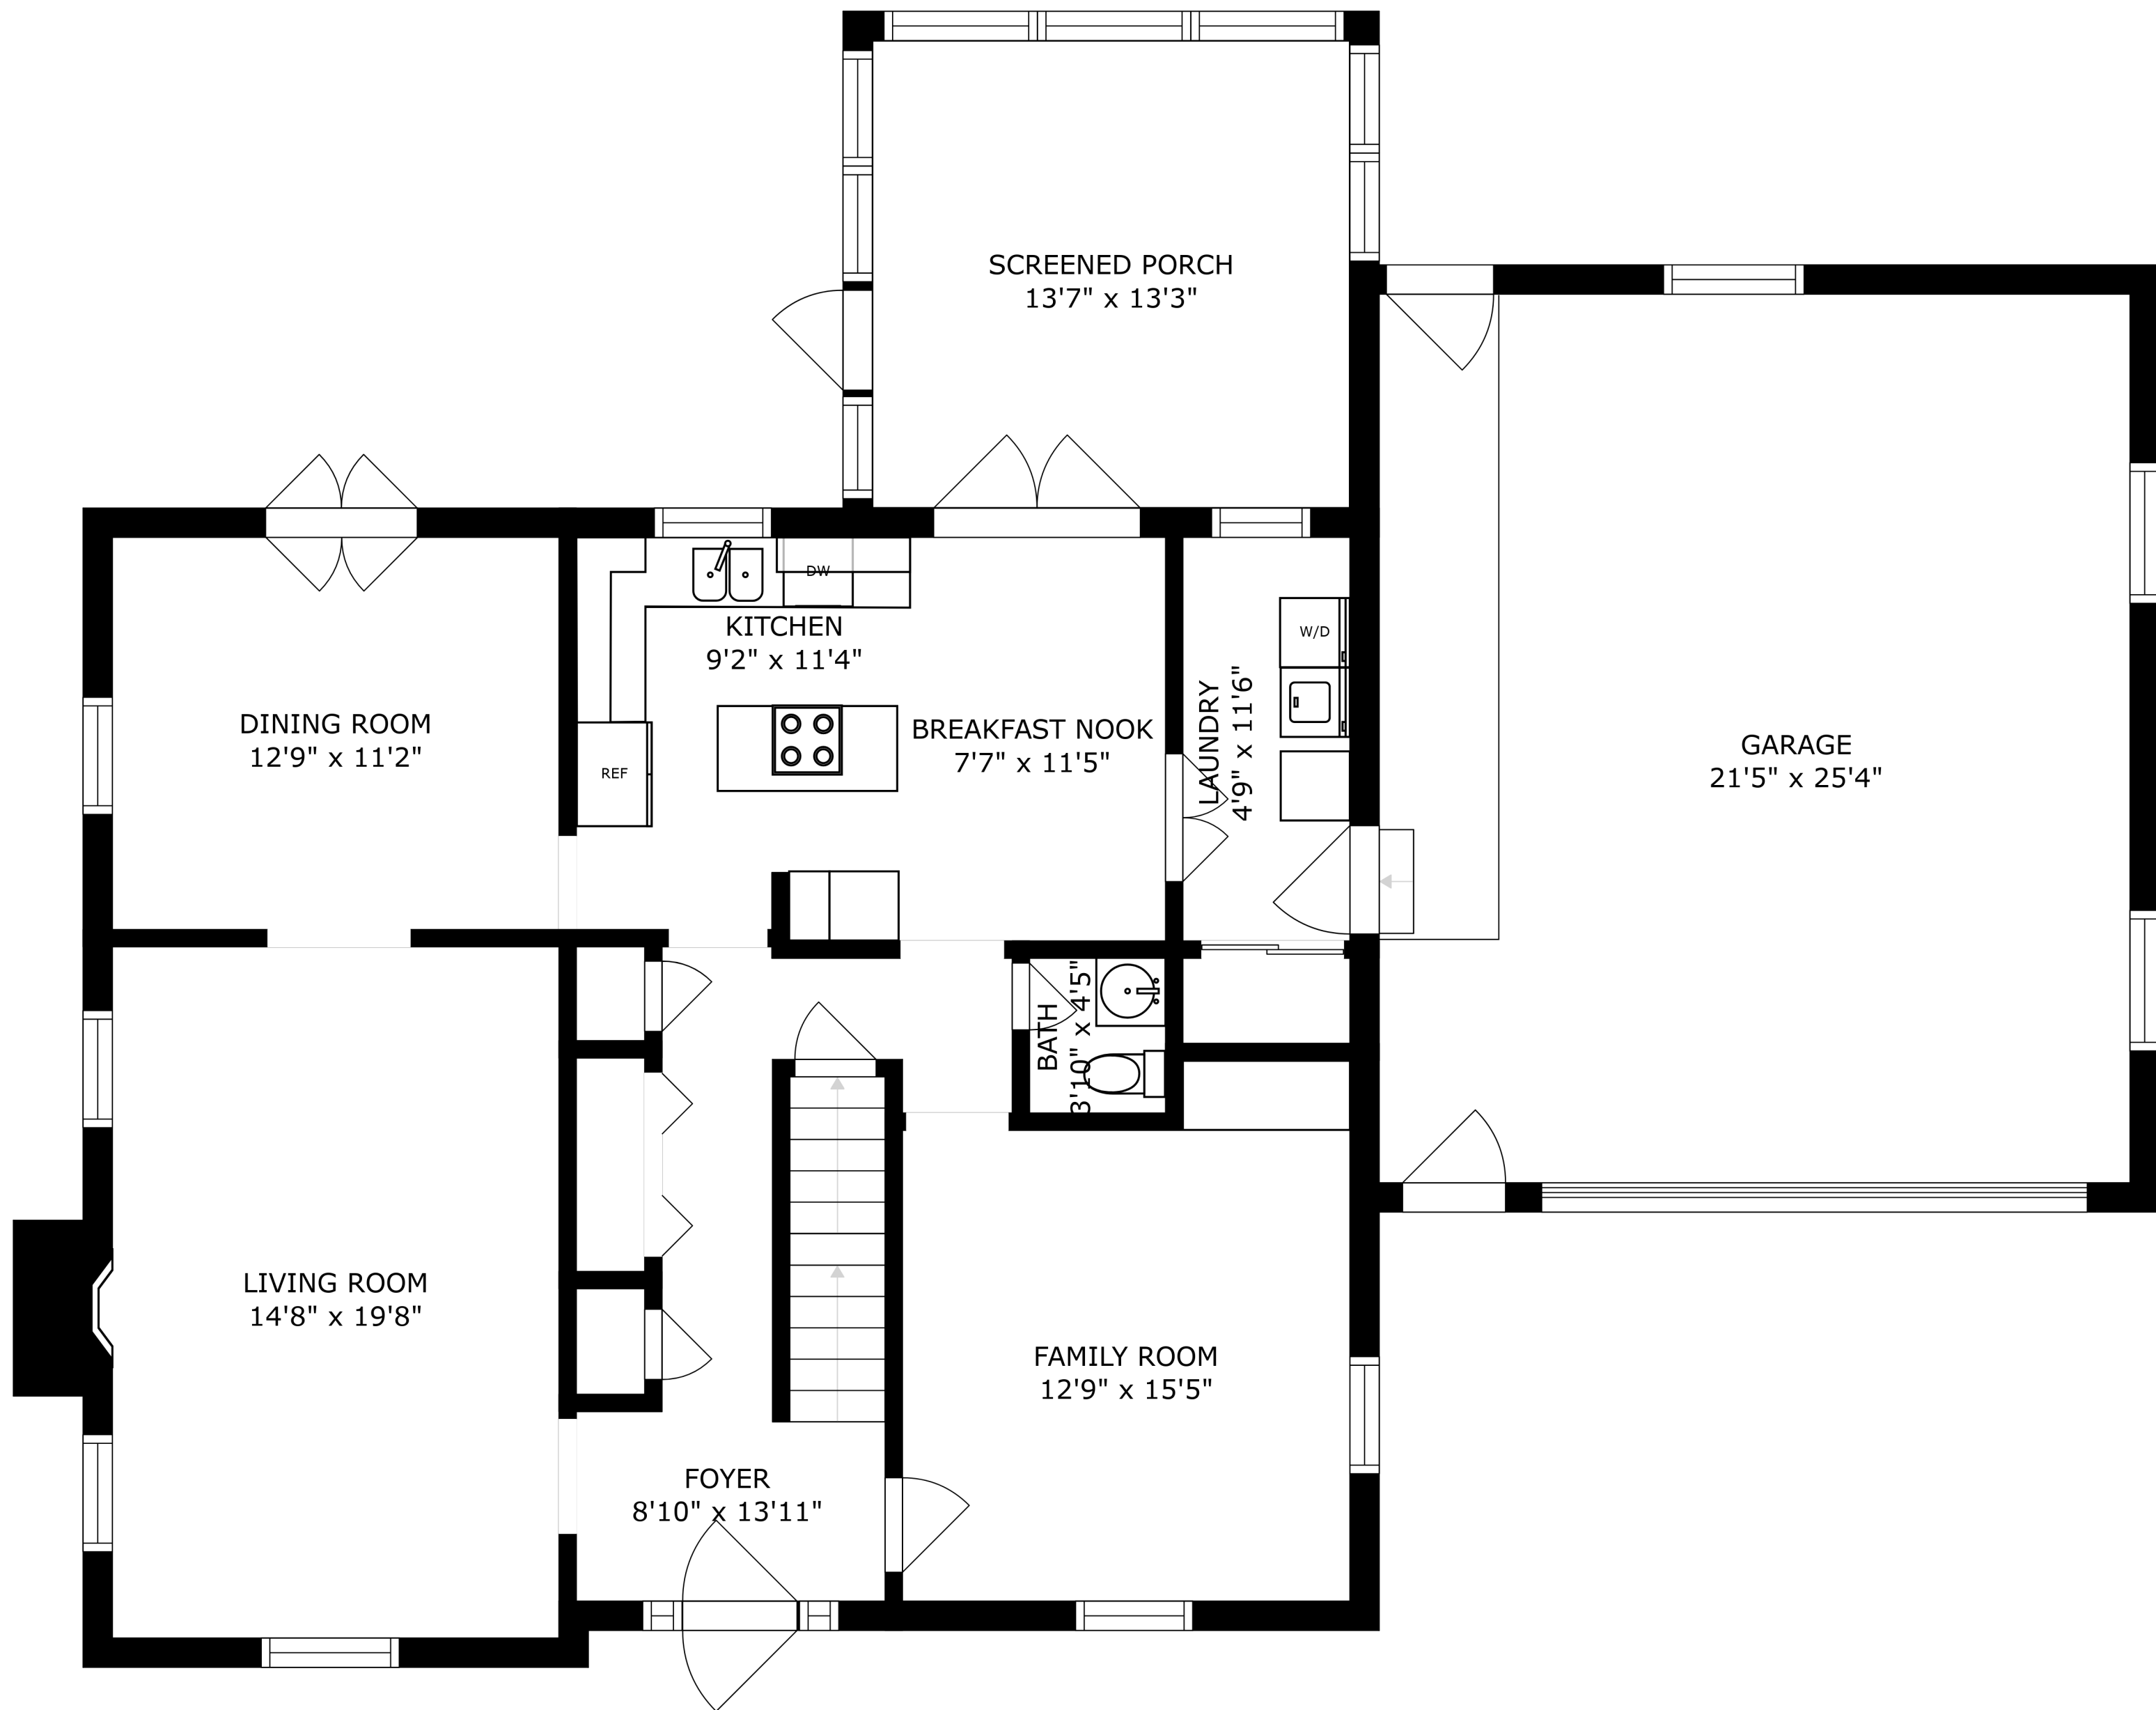 SCREENED PORCH
13'7" x 13'3"
DW
KITCHEN
9'2" x 11'4"
W/D
DINING ROOM
12'9" x 11'2"
REF
BREAKFAST NOOK
7'7" x 11'5"
LAUNDRY
4'9" x 11'6"
GARAGE
21'5" x 25'4"
BATH
3'10" x 4'5"
LIVING ROOM
14'8" x 19'8"
FAMILY ROOM
12'9" x 15'5"
FOYER
8'10" x 13'11"